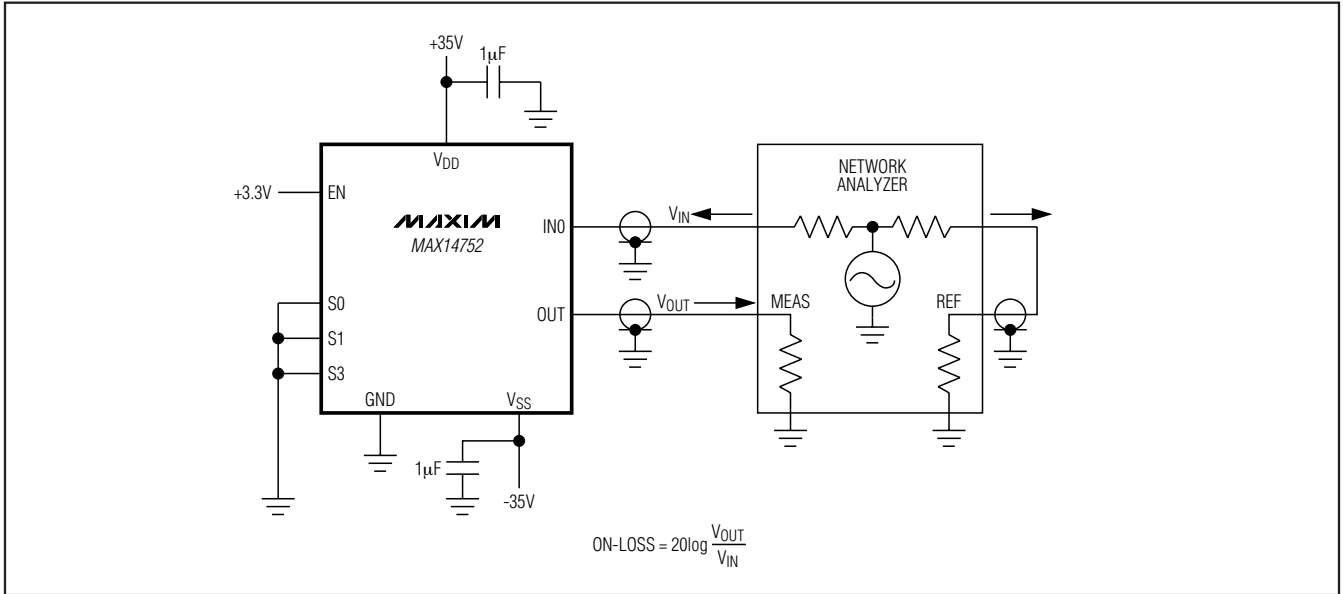 +35V
1μF
VDD
+3.3V
EN
MAXIM
MAX14752
IN0
VIN
NETWORK
ANALYZER
S0
S1
S3
OUT
VOUT
MEAS
REF
GND
VSS
1μF
-35V
ON-LOSS = 20log VOUT/VIN